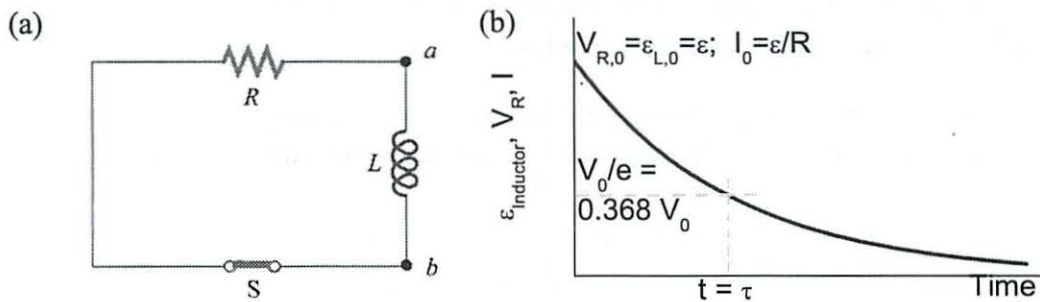 (a)
R
a
L
b
S
(b)
V_{R,0}=ε_{L,0}=ε; I_0=ε/R
ε_{Inductor}, V_R, I
V_0/e =
0.368 V_0
t = τ
Time